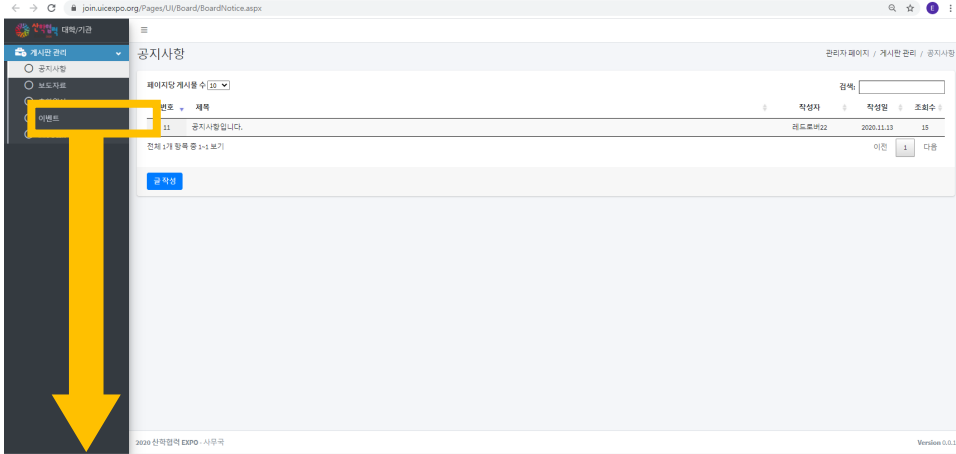 join.uicexpo.org/Pages/UI/Board/BoardNotice.aspx
E
산학협력 대학/기관
게시판 관리
공지사항
보도자료
이벤트
공지사항
관리자 페이지 / 게시판 관리 / 공지사항
페이지당 게시물 수 10
검색:
번호 제목 작성자 작성일 조회수
11 공지사항입니다. 레드로버22 2020.11.13 15
전체 1개 항목 중 1~1 보기
이전 1 다음
글 작성
2020 산학협력 EXPO - 사무국
Version 0.0.1